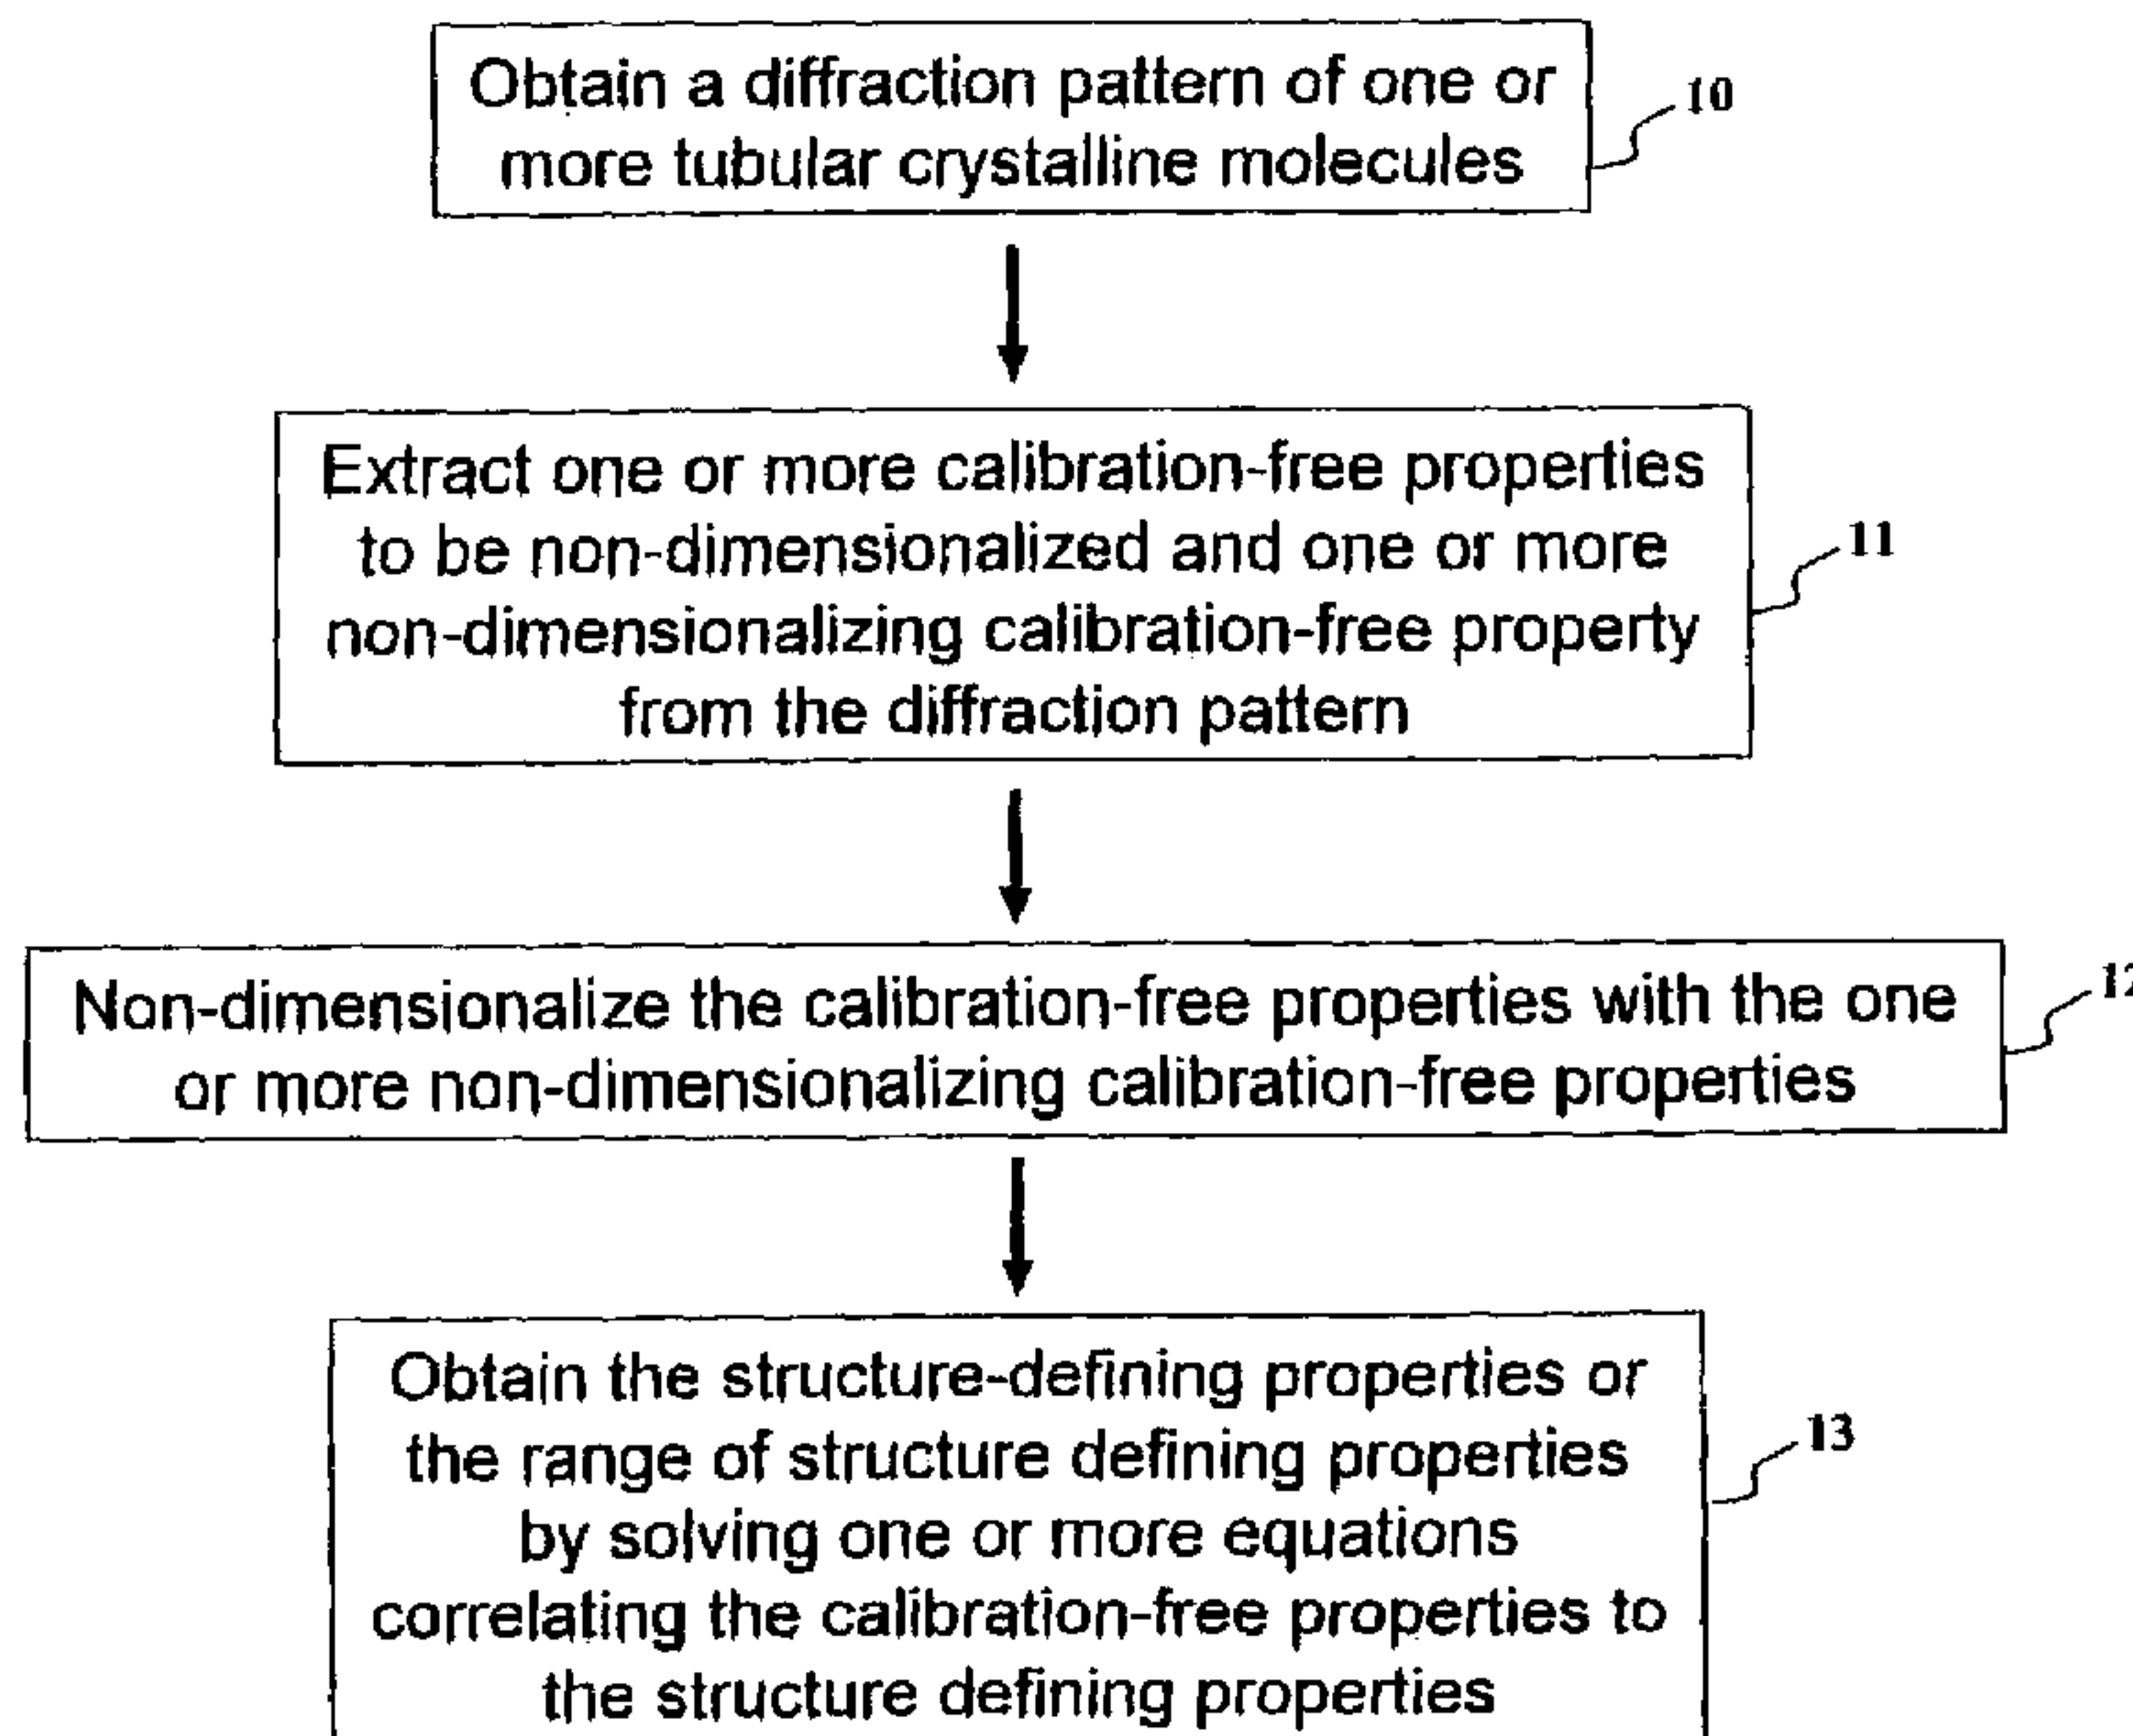 Obtain a diffraction pattern of one or
more tubular crystalline molecules
10
Extract one or more calibration-free properties
to be non-dimensionalized and one or more
non-dimensionalizing calibration-free property
from the diffraction pattern
11
Non-dimensionalize the calibration-free properties with the one
or more non-dimensionalizing calibration-free properties
12
Obtain the structure-defining properties or
the range of structure defining properties
by solving one or more equations
correlating the calibration-free properties to
the structure defining properties
13